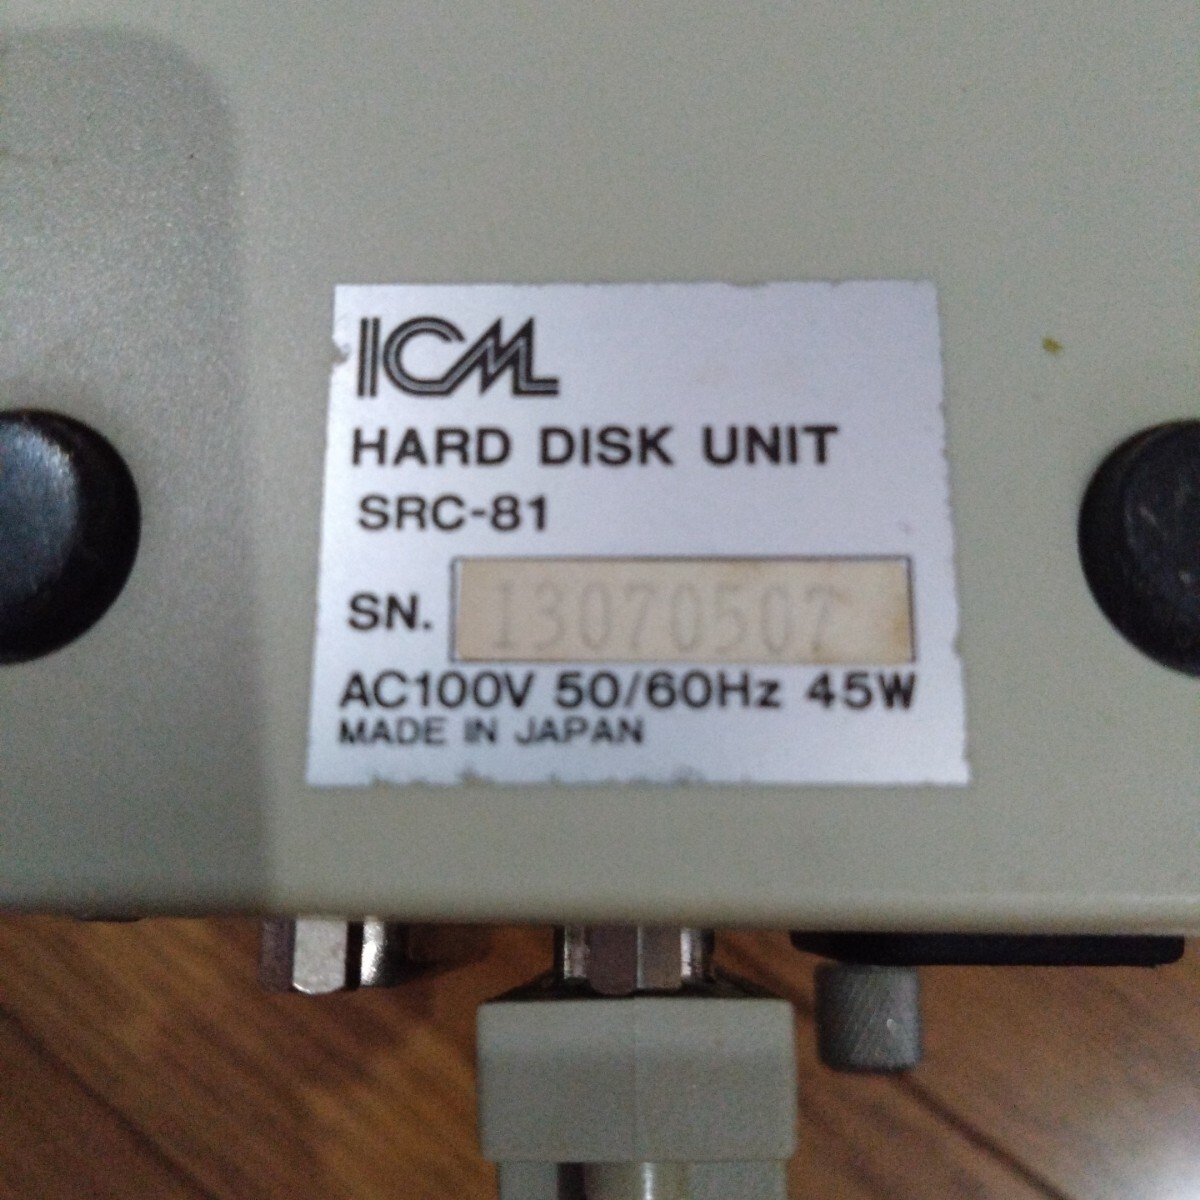 ICM
HARD DISK UNIT
SRC-81
SN. 13070507
AC100V 50/60Hz 45W
MADE IN JAPAN